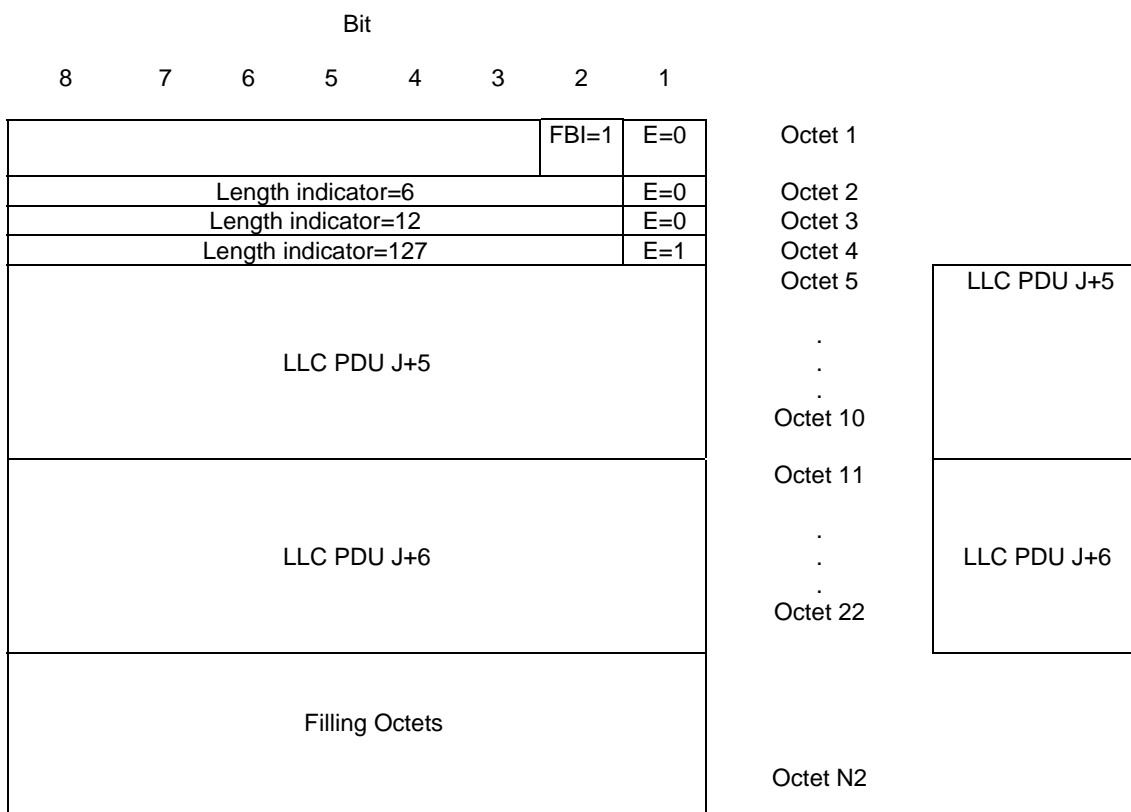 Bit
8 7 6 5 4 3 2 1
FBI=1 E=0 Octet 1
Length indicator=6 E=0 Octet 2
Length indicator=12 E=0 Octet 3
Length indicator=127 E=1 Octet 4
Octet 5 LLC PDU J+5
.
LLC PDU J+5 .
.
Octet 10
Octet 11
.
LLC PDU J+6 . LLC PDU J+6
.
Octet 22
Filling Octets
Octet N2